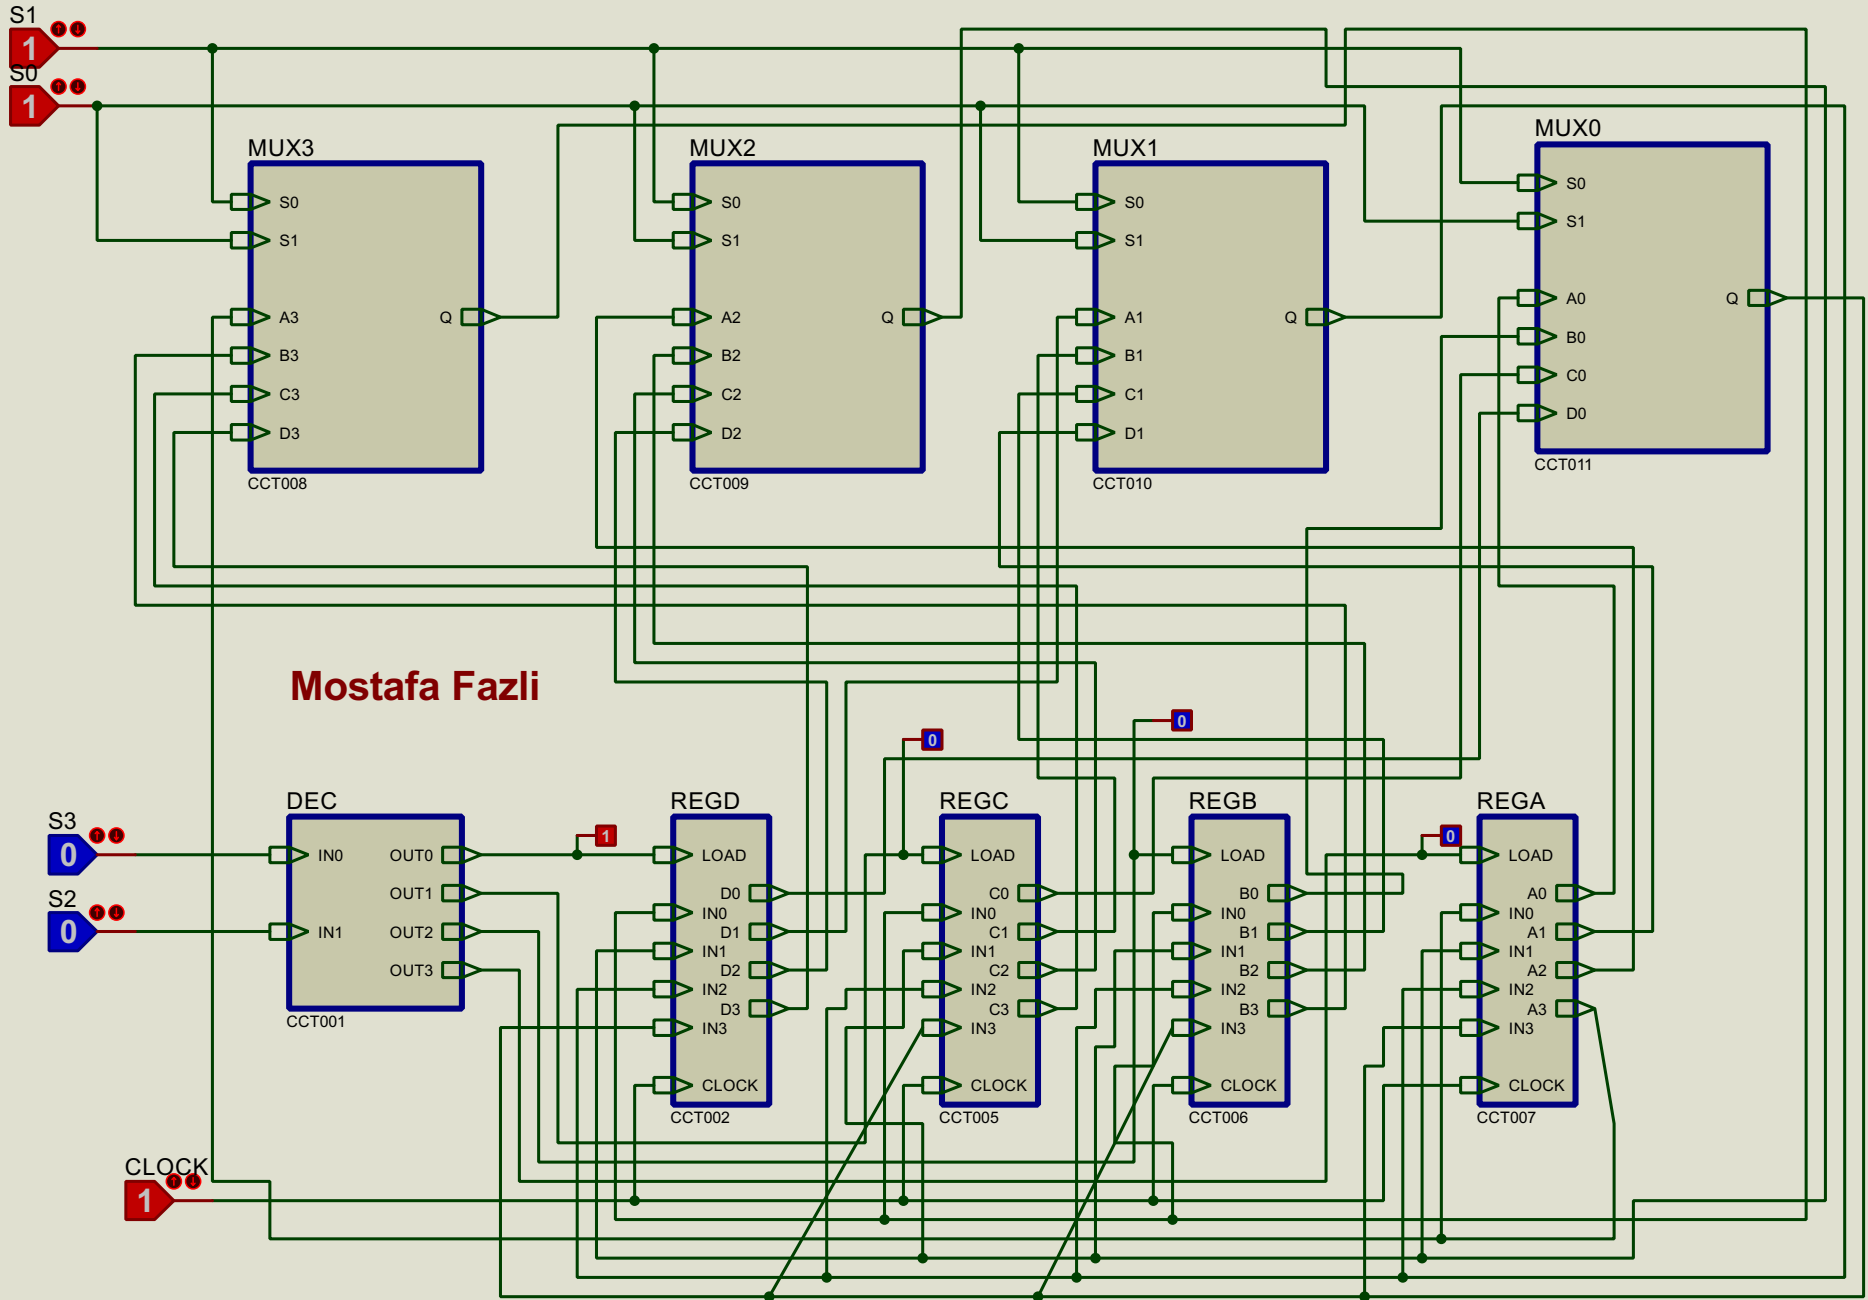 S1
1
S0
1
MUX3
S0
S1
A3
B3
C3
D3
Q
CCT008
MUX2
S0
S1
A2
B2
C2
D2
Q
CCT009
MUX1
S0
S1
A1
B1
C1
D1
Q
CCT010
MUX0
S0
S1
A0
B0
C0
D0
Q
CCT011
Mostafa Fazli
0
0
S3
0
S2
0
DEC
IN0
IN1
OUT0
OUT1
OUT2
OUT3
CCT001
1
REGD
LOAD
D0
IN0
D1
IN1
D2
IN2
D3
IN3
CLOCK
CCT002
REGC
LOAD
C0
IN0
C1
IN1
C2
IN2
C3
IN3
CLOCK
CCT005
REGB
LOAD
B0
IN0
B1
IN1
B2
IN2
B3
IN3
CLOCK
CCT006
0
REGA
LOAD
A0
IN0
A1
IN1
A2
IN2
A3
IN3
CLOCK
CCT007
CLOCK
1